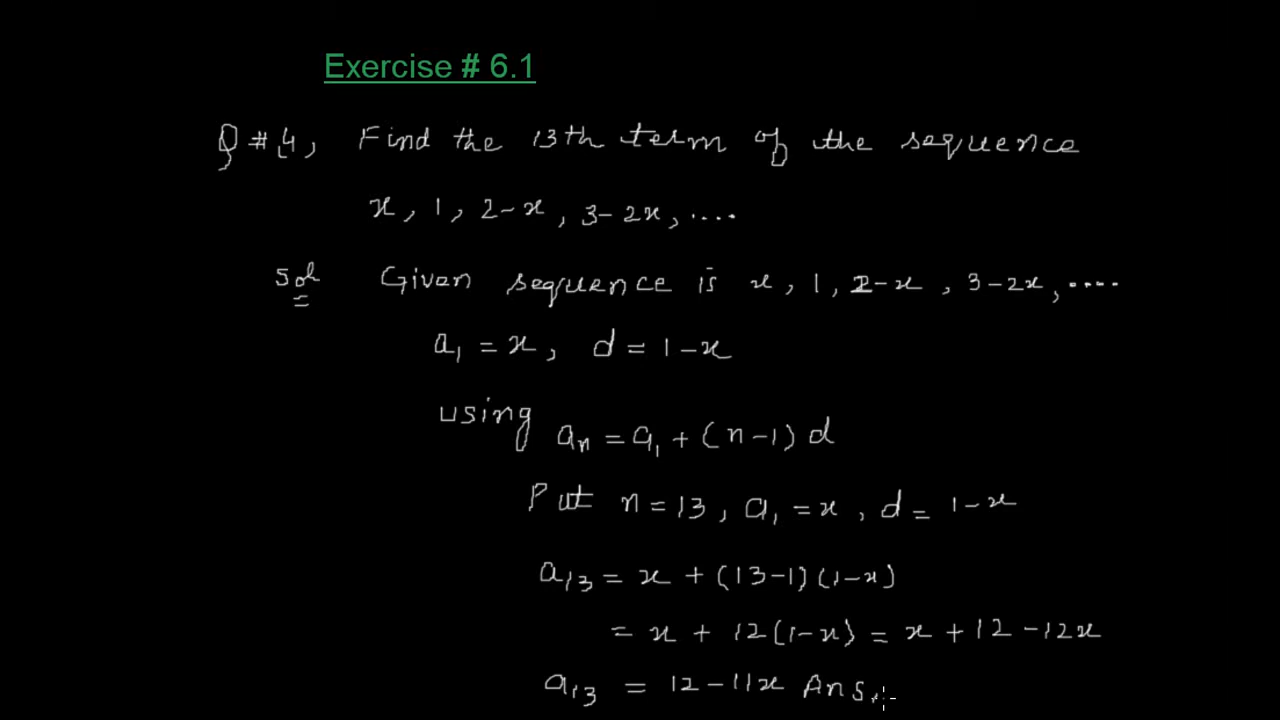 Exercise # 6.1
Q # 4, Find the 13th term of the sequence
x, 1, 2-x, 3-2x, ....
Sol Given sequence is x, 1, 2-x, 3-2x, ....
a₁ = x, d = 1-x
using aₙ = a₁ + (n-1) d
Put n = 13, a₁ = x, d = 1-x
a₁₃ = x + (13-1) (1-x)
= x + 12(1-x) = x + 12 - 12x
a₁₃ = 12 - 11x Ans.